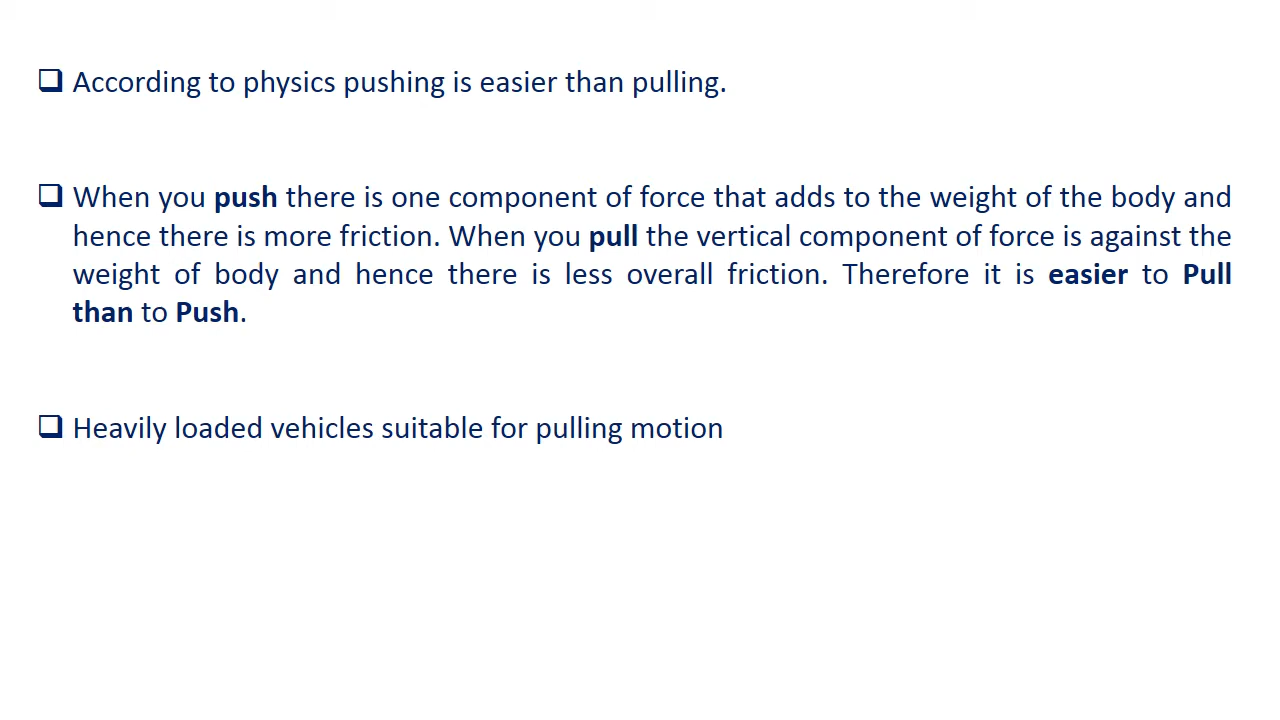 ❑ According to physics pushing is easier than pulling.
❑ When you push there is one component of force that adds to the weight of the body and
hence there is more friction. When you pull the vertical component of force is against the
weight of body and hence there is less overall friction. Therefore it is easier to Pull
than to Push.
❑ Heavily loaded vehicles suitable for pulling motion